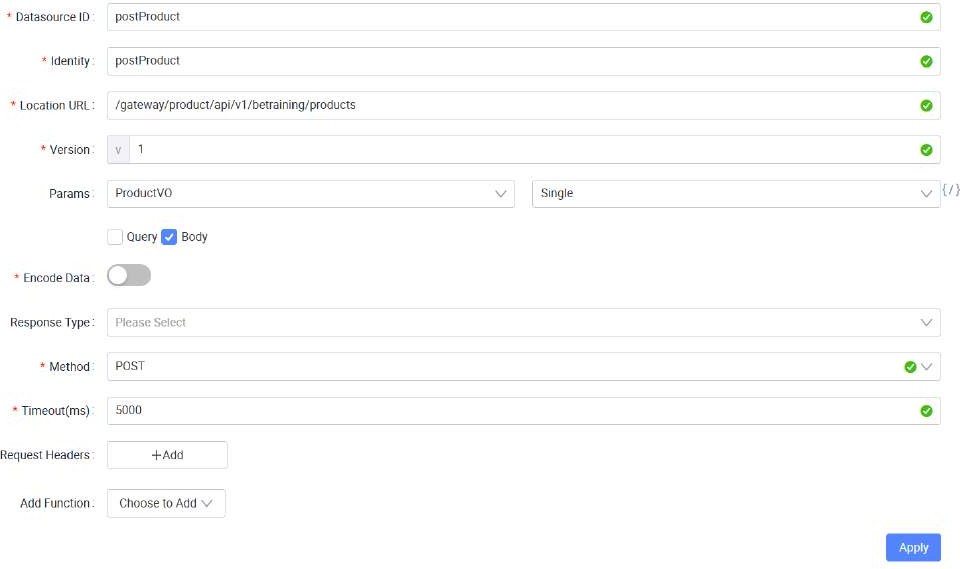 * Datasource ID : postProduct
* Identity : postProduct
* Location URL : /gateway/product/api/v1/betraining/products
* Version : v 1
Params : ProductVO Single {/}
Query Body
* Encode Data :
Response Type : Please Select
* Method : POST
* Timeout(ms) : 5000
Request Headers : +Add
Add Function : Choose to Add
Apply